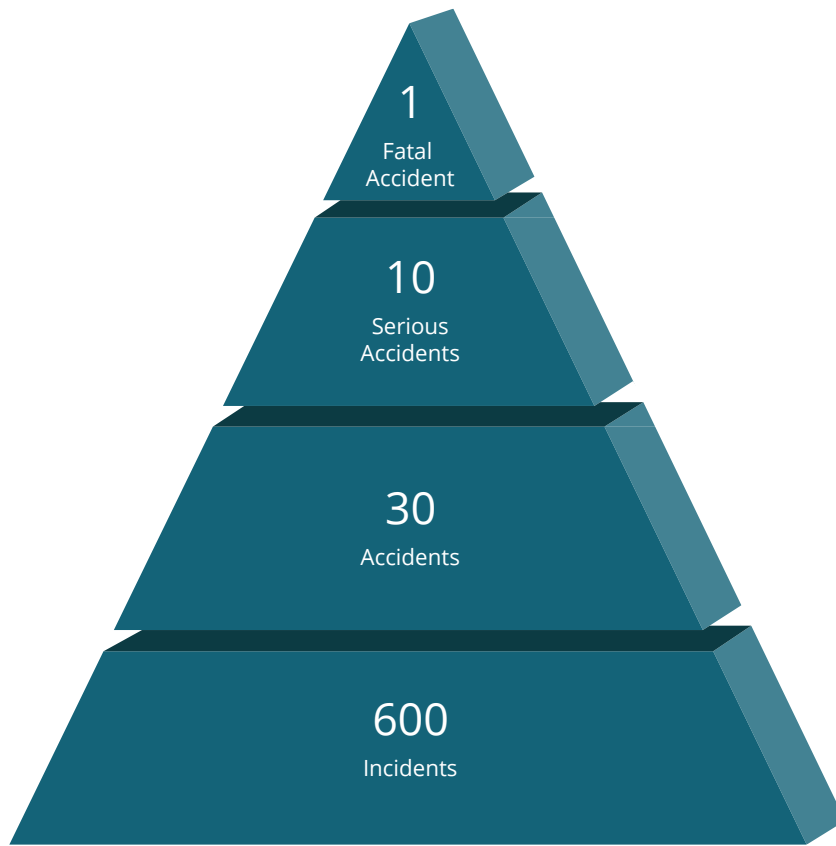 1
Fatal
Accident
10
Serious
Accidents
30
Accidents
600
Incidents